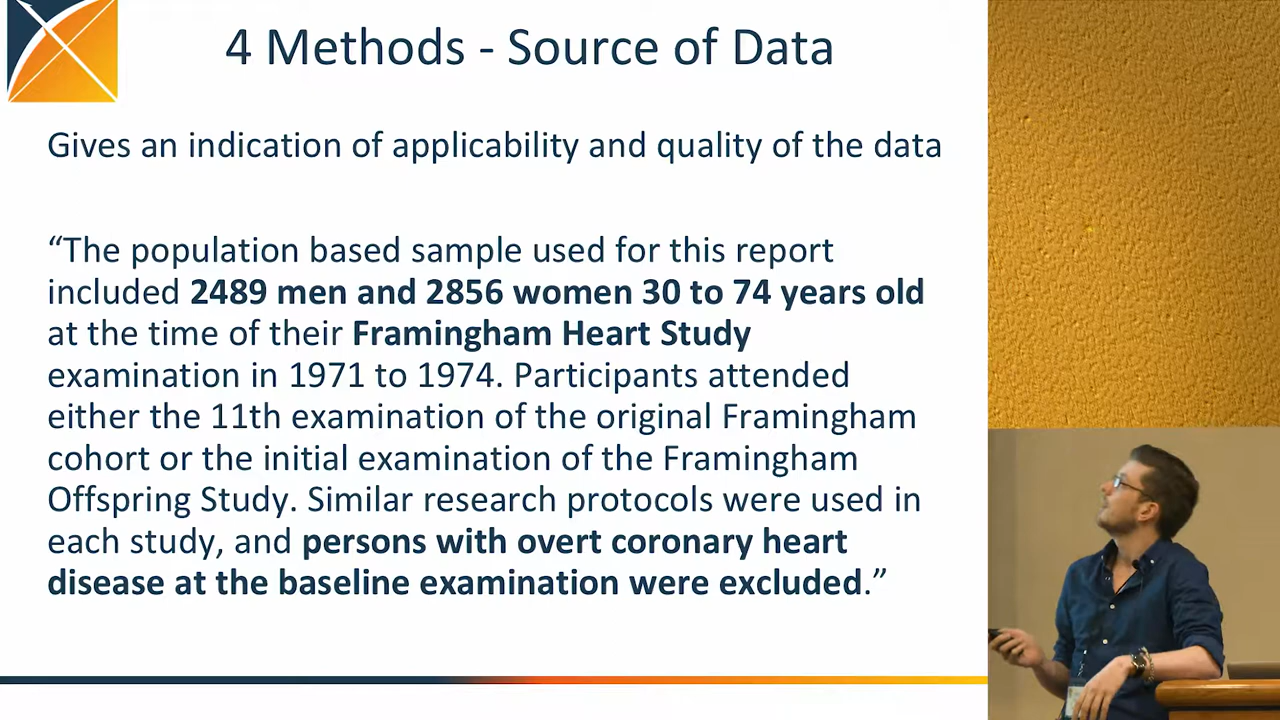 4 Methods - Source of Data
Gives an indication of applicability and quality of the data
“The population based sample used for this report
included 2489 men and 2856 women 30 to 74 years old
at the time of their Framingham Heart Study
examination in 1971 to 1974. Participants attended
either the 11th examination of the original Framingham
cohort or the initial examination of the Framingham
Offspring Study. Similar research protocols were used in
each study, and persons with overt coronary heart
disease at the baseline examination were excluded.”